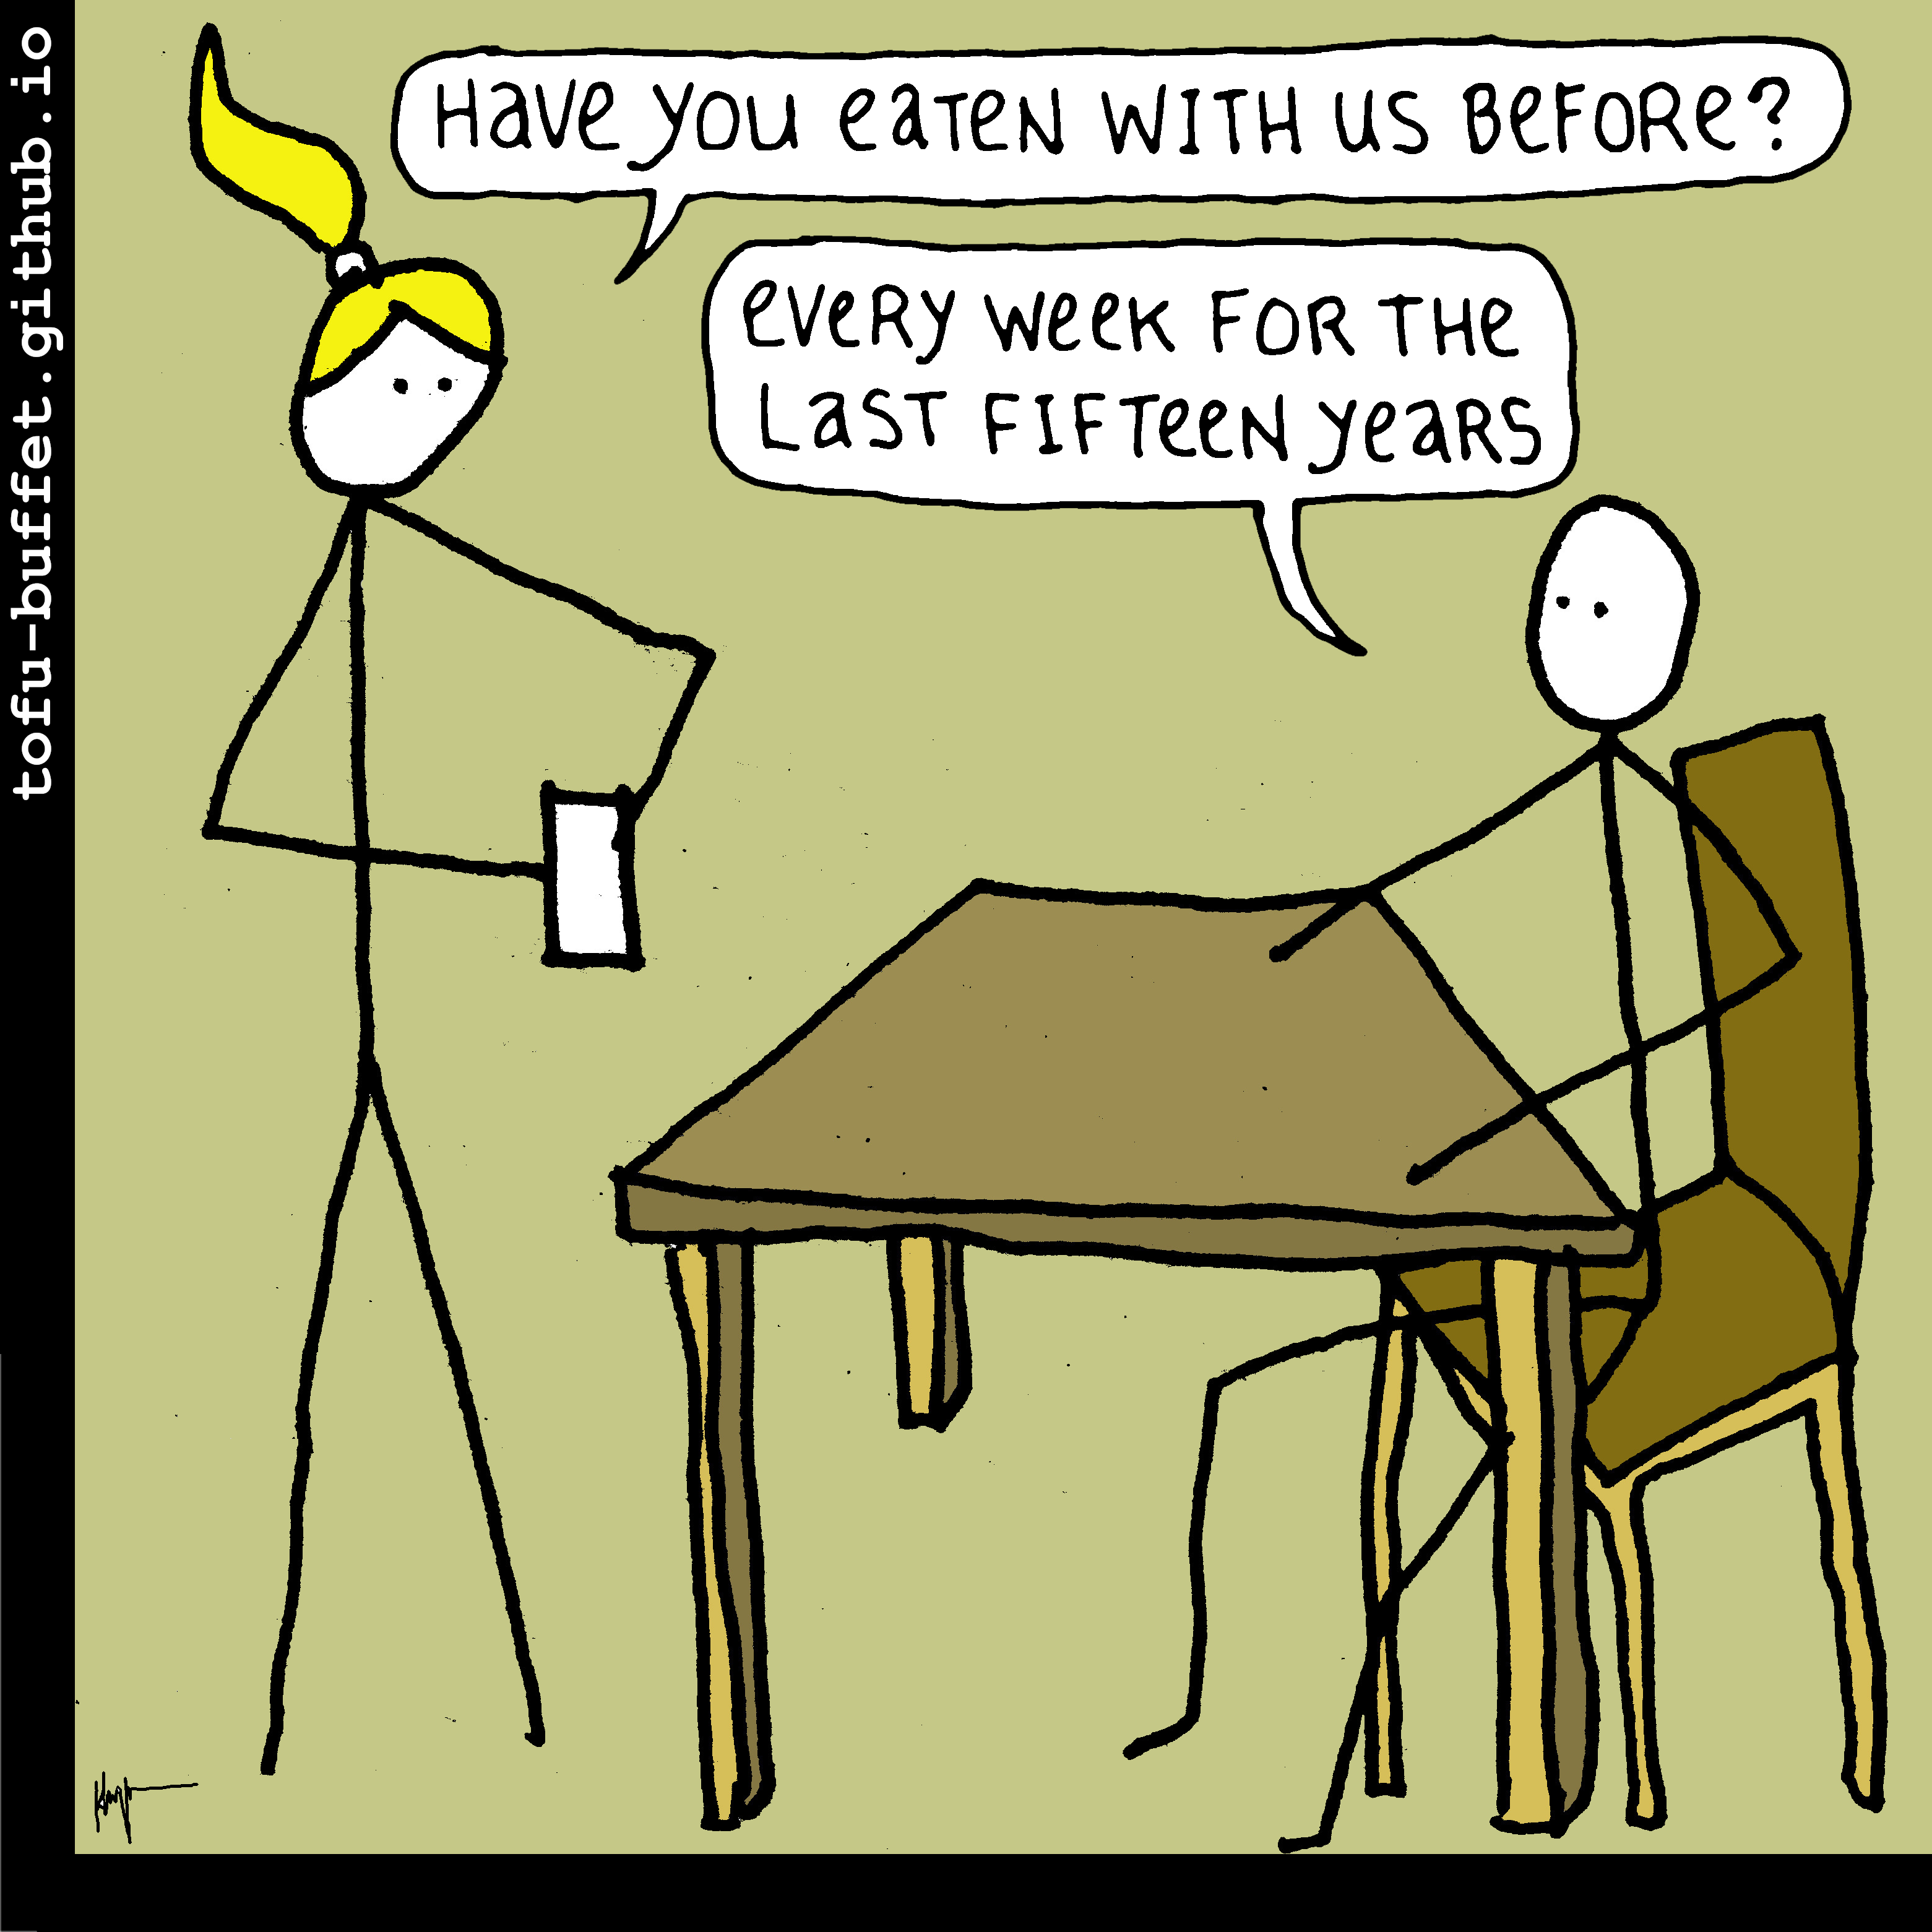 tofu-buffet.github.io
Have you eaten with us before?
every week for the
last fifteen years